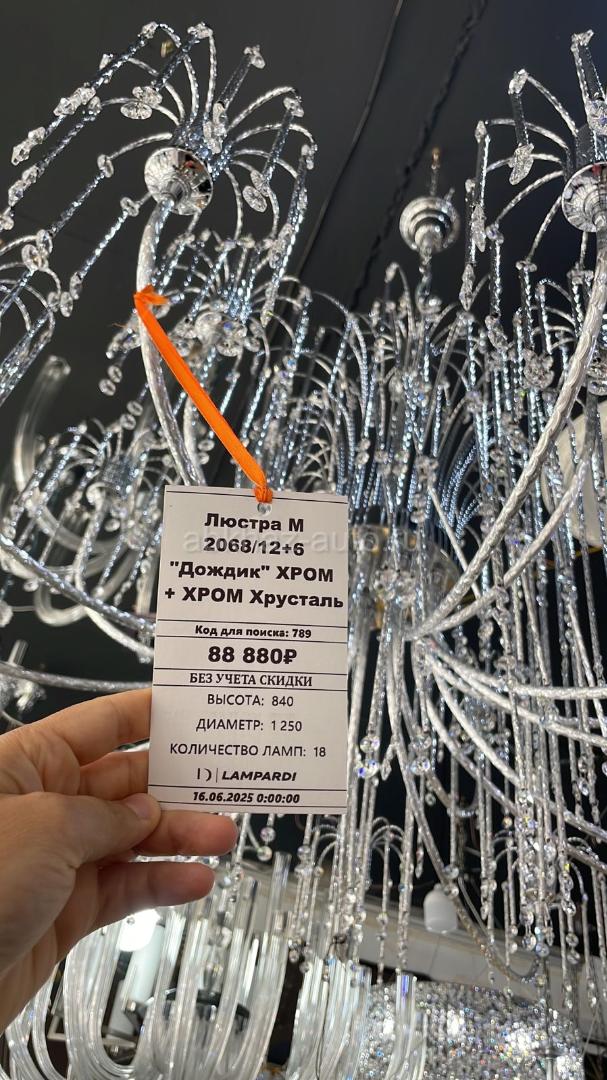 Люстра М
2068/12+6
"Дождик" ХРОМ
+ ХРОМ Хрусталь
Код для поиска: 789
88 880₽
БЕЗ УЧЕТА СКИДКИ
ВЫСОТА: 840
ДИАМЕТР: 1 250
КОЛИЧЕСТВО ЛАМП: 18
LAMPARDI
16.06.2025 0:00:00